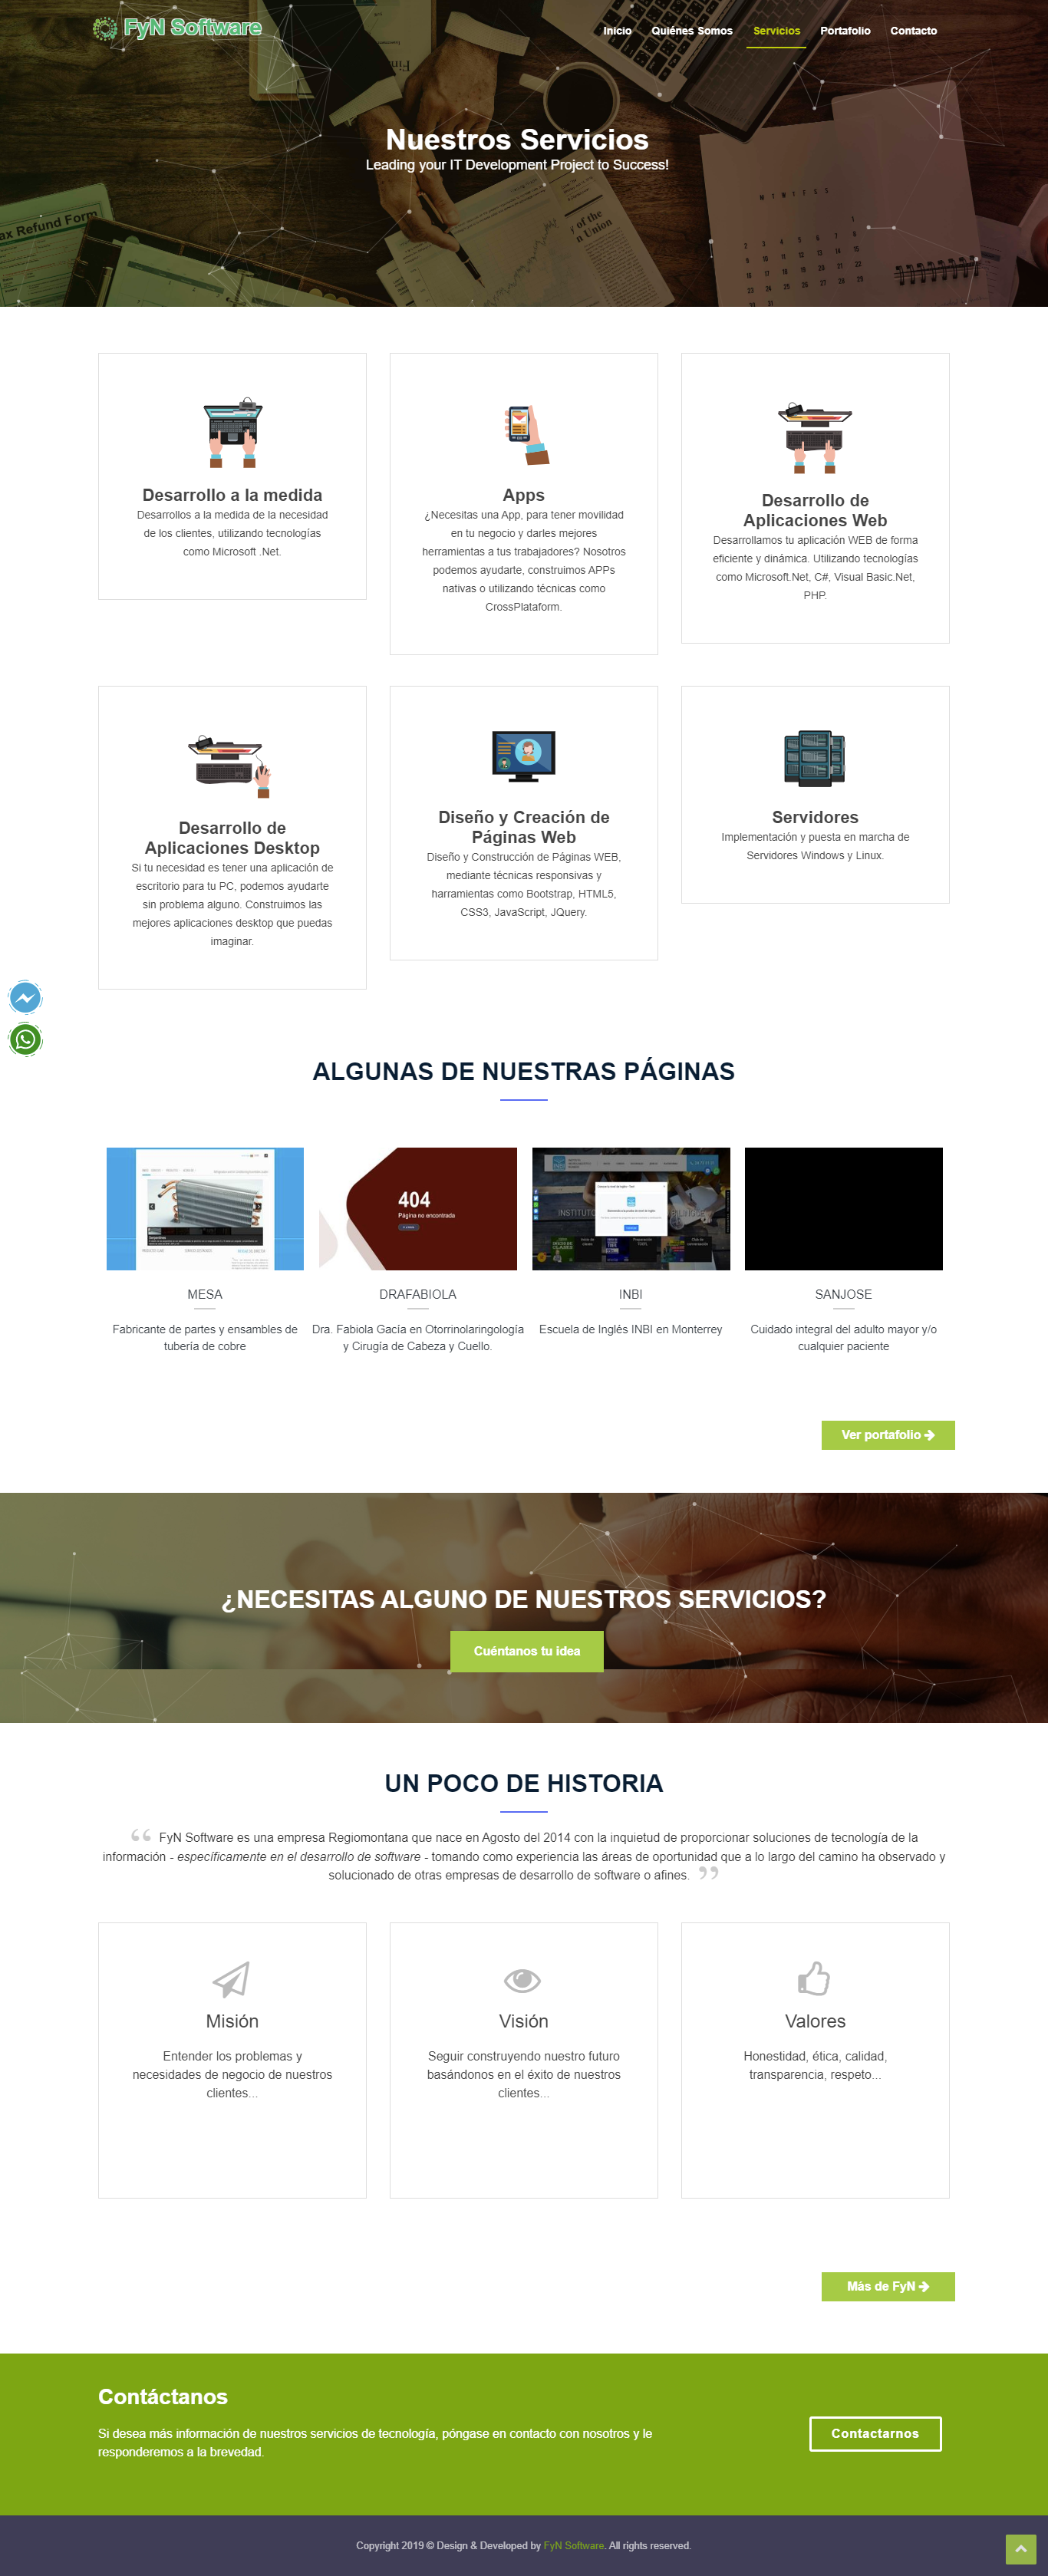 FyN Software
Inicio Quiénes Somos Servicios Portafolio Contacto
Nuestros Servicios
Leading your IT Development Project to Success!
Tax Refund Form
Desarrollo a la medida
Desarrollos a la medida de la necesidad
de los clientes, utilizando tecnologías
como Microsoft .Net.
Apps
¿Necesitas una App, para tener movilidad
en tu negocio y darles mejores
herramientas a tus trabajadores? Nosotros
podemos ayudarte, construimos APPs
nativas o utilizando técnicas como
CrossPlataform.
Desarrollo de
Aplicaciones Web
Desarrollamos tu aplicación WEB de forma
eficiente y dinámica. Utilizando tecnologías
como Microsoft.Net, C#, Visual Basic.Net,
PHP.
Desarrollo de
Aplicaciones Desktop
Si tu necesidad es tener una aplicación de
escritorio para tu PC, podemos ayudarte
sin problema alguno. Construimos las
mejores aplicaciones desktop que puedas
imaginar.
Diseño y Creación de
Páginas Web
Diseño y Construcción de Páginas WEB,
mediante técnicas responsivas y
harramientas como Bootstrap, HTML5,
CSS3, JavaScript, JQuery.
Servidores
Implementación y puesta en marcha de
Servidores Windows y Linux.
ALGUNAS DE NUESTRAS PÁGINAS
404
Página no encontrada
MESA
Fabricante de partes y ensambles de
tubería de cobre
DRAFABIOLA
Dra. Fabiola Gacía en Otorrinolaringología
y Cirugía de Cabeza y Cuello.
INBI
Escuela de Inglés INBI en Monterrey
SANJOSE
Cuidado integral del adulto mayor y/o
cualquier paciente
Ver portafolio
¿NECESITAS ALGUNO DE NUESTROS SERVICIOS?
Cuéntanos tu idea
UN POCO DE HISTORIA
“ FyN Software es una empresa Regiomontana que nace en Agosto del 2014 con la inquietud de proporcionar soluciones de tecnología de la
información - específicamente en el desarrollo de software - tomando como experiencia las áreas de oportunidad que a lo largo del camino ha observado y
solucionado de otras empresas de desarrollo de software o afines. ”
Misión
Entender los problemas y
necesidades de negocio de nuestros
clientes...
Visión
Seguir construyendo nuestro futuro
basándonos en el éxito de nuestros
clientes...
Valores
Honestidad, ética, calidad,
transparencia, respeto...
Más de FyN
Contáctanos
Si desea más información de nuestros servicios de tecnología, póngase en contacto con nosotros y le
responderemos a la brevedad.
Contactarnos
Copyright 2019 © Design & Developed by FyN Software. All rights reserved.